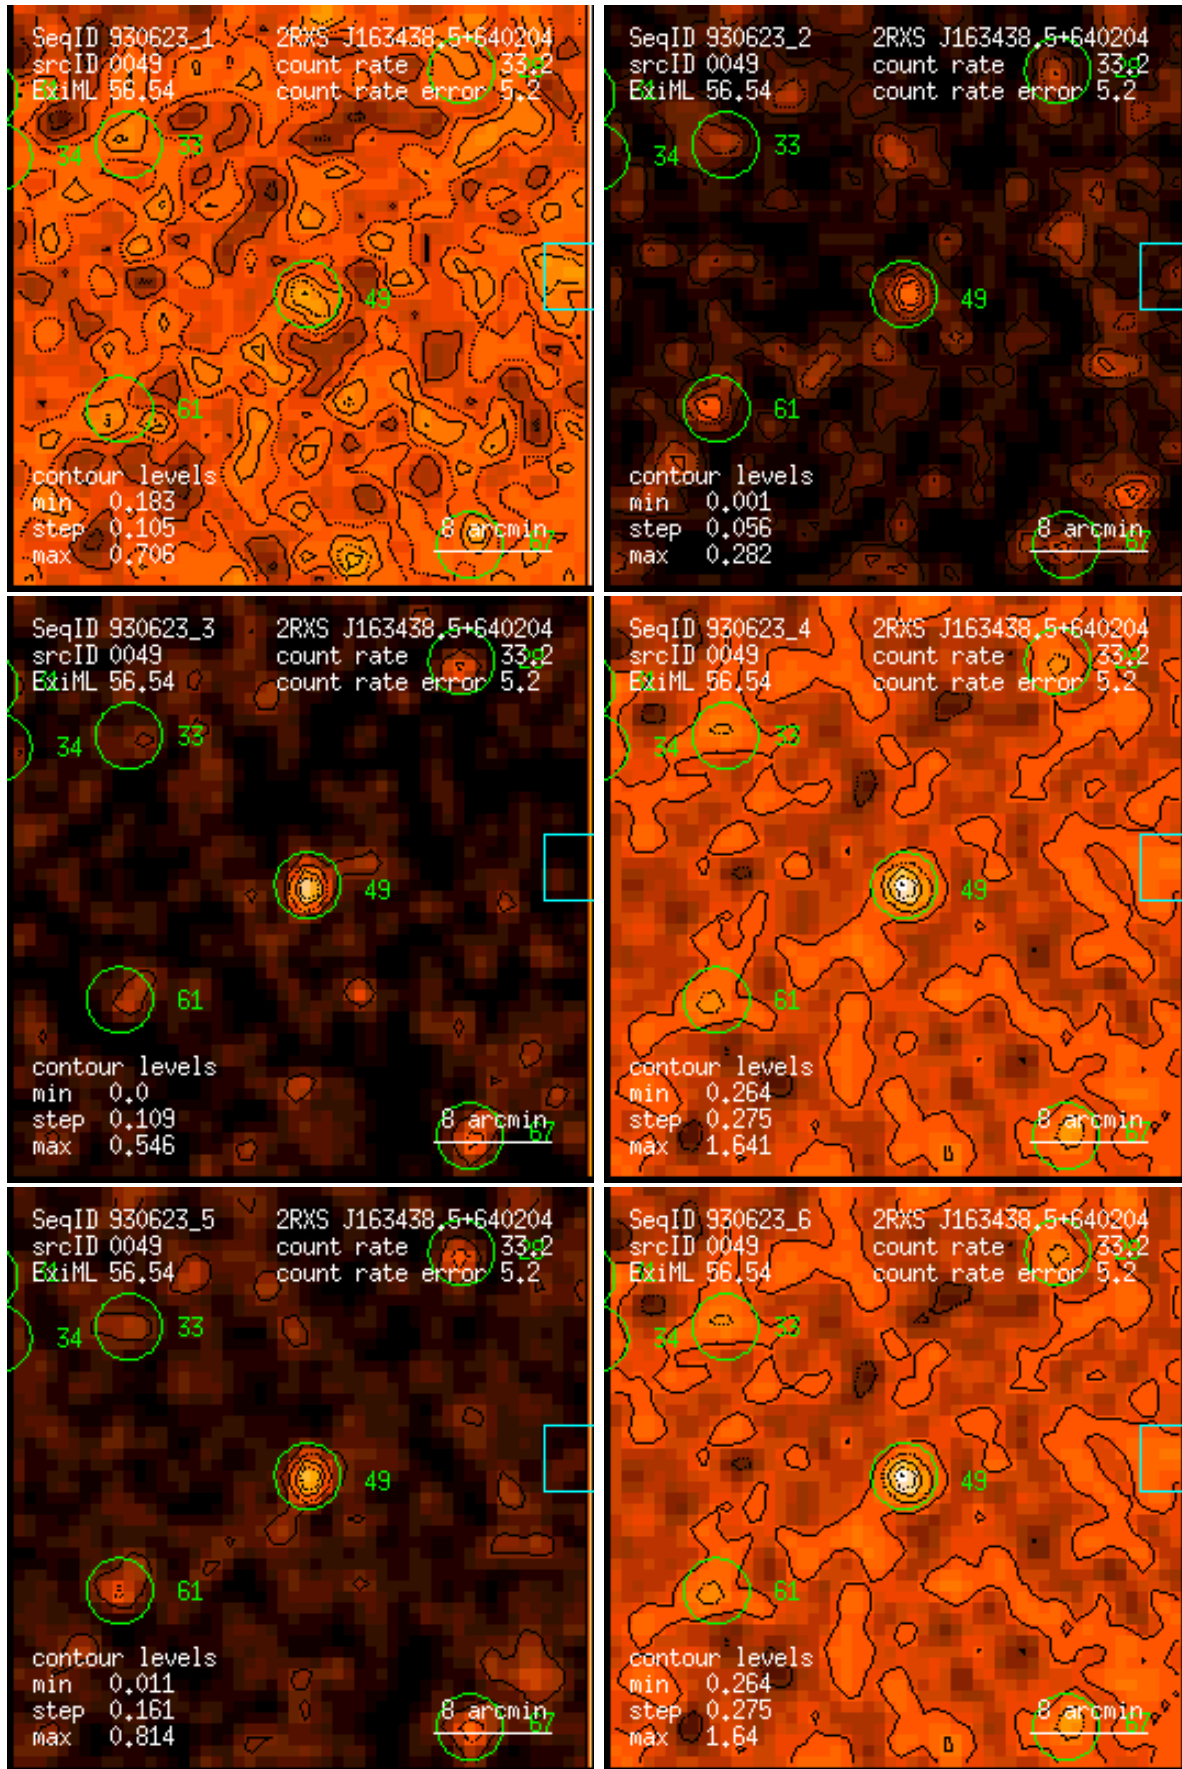 SeqID 930623_1 2RXS J163438.5+640204
srcID 0049 count rate 33.2
ExiML 56.54 count rate error 5.2
34 33
49
61
contour levels
min 0.183
step 0.105 8 arcmin
max 0.706 67
SeqID 930623_2 2RXS J163438.5+640204
srcID 0049 count rate 33.2
ExiML 56.54 count rate error 5.2
34 33
49
61
contour levels
min 0.001
step 0.056 8 arcmin
max 0.282 67
SeqID 930623_3 2RXS J163438.5+640204
srcID 0049 count rate 33.2
ExiML 56.54 count rate error 5.2
34 33
49
61
contour levels
min 0.0
step 0.109 8 arcmin
max 0.546 67
SeqID 930623_4 2RXS J163438.5+640204
srcID 0049 count rate 33.2
ExiML 56.54 count rate error 5.2
34 33
49
61
contour levels
min 0.264
step 0.275 8 arcmin
max 1.641 67
SeqID 930623_5 2RXS J163438.5+640204
srcID 0049 count rate 33.2
ExiML 56.54 count rate error 5.2
34 33
49
61
contour levels
min 0.011
step 0.161 8 arcmin
max 0.814 67
SeqID 930623_6 2RXS J163438.5+640204
srcID 0049 count rate 33.2
ExiML 56.54 count rate error 5.2
34 33
49
61
contour levels
min 0.264
step 0.275 8 arcmin
max 1.64 67